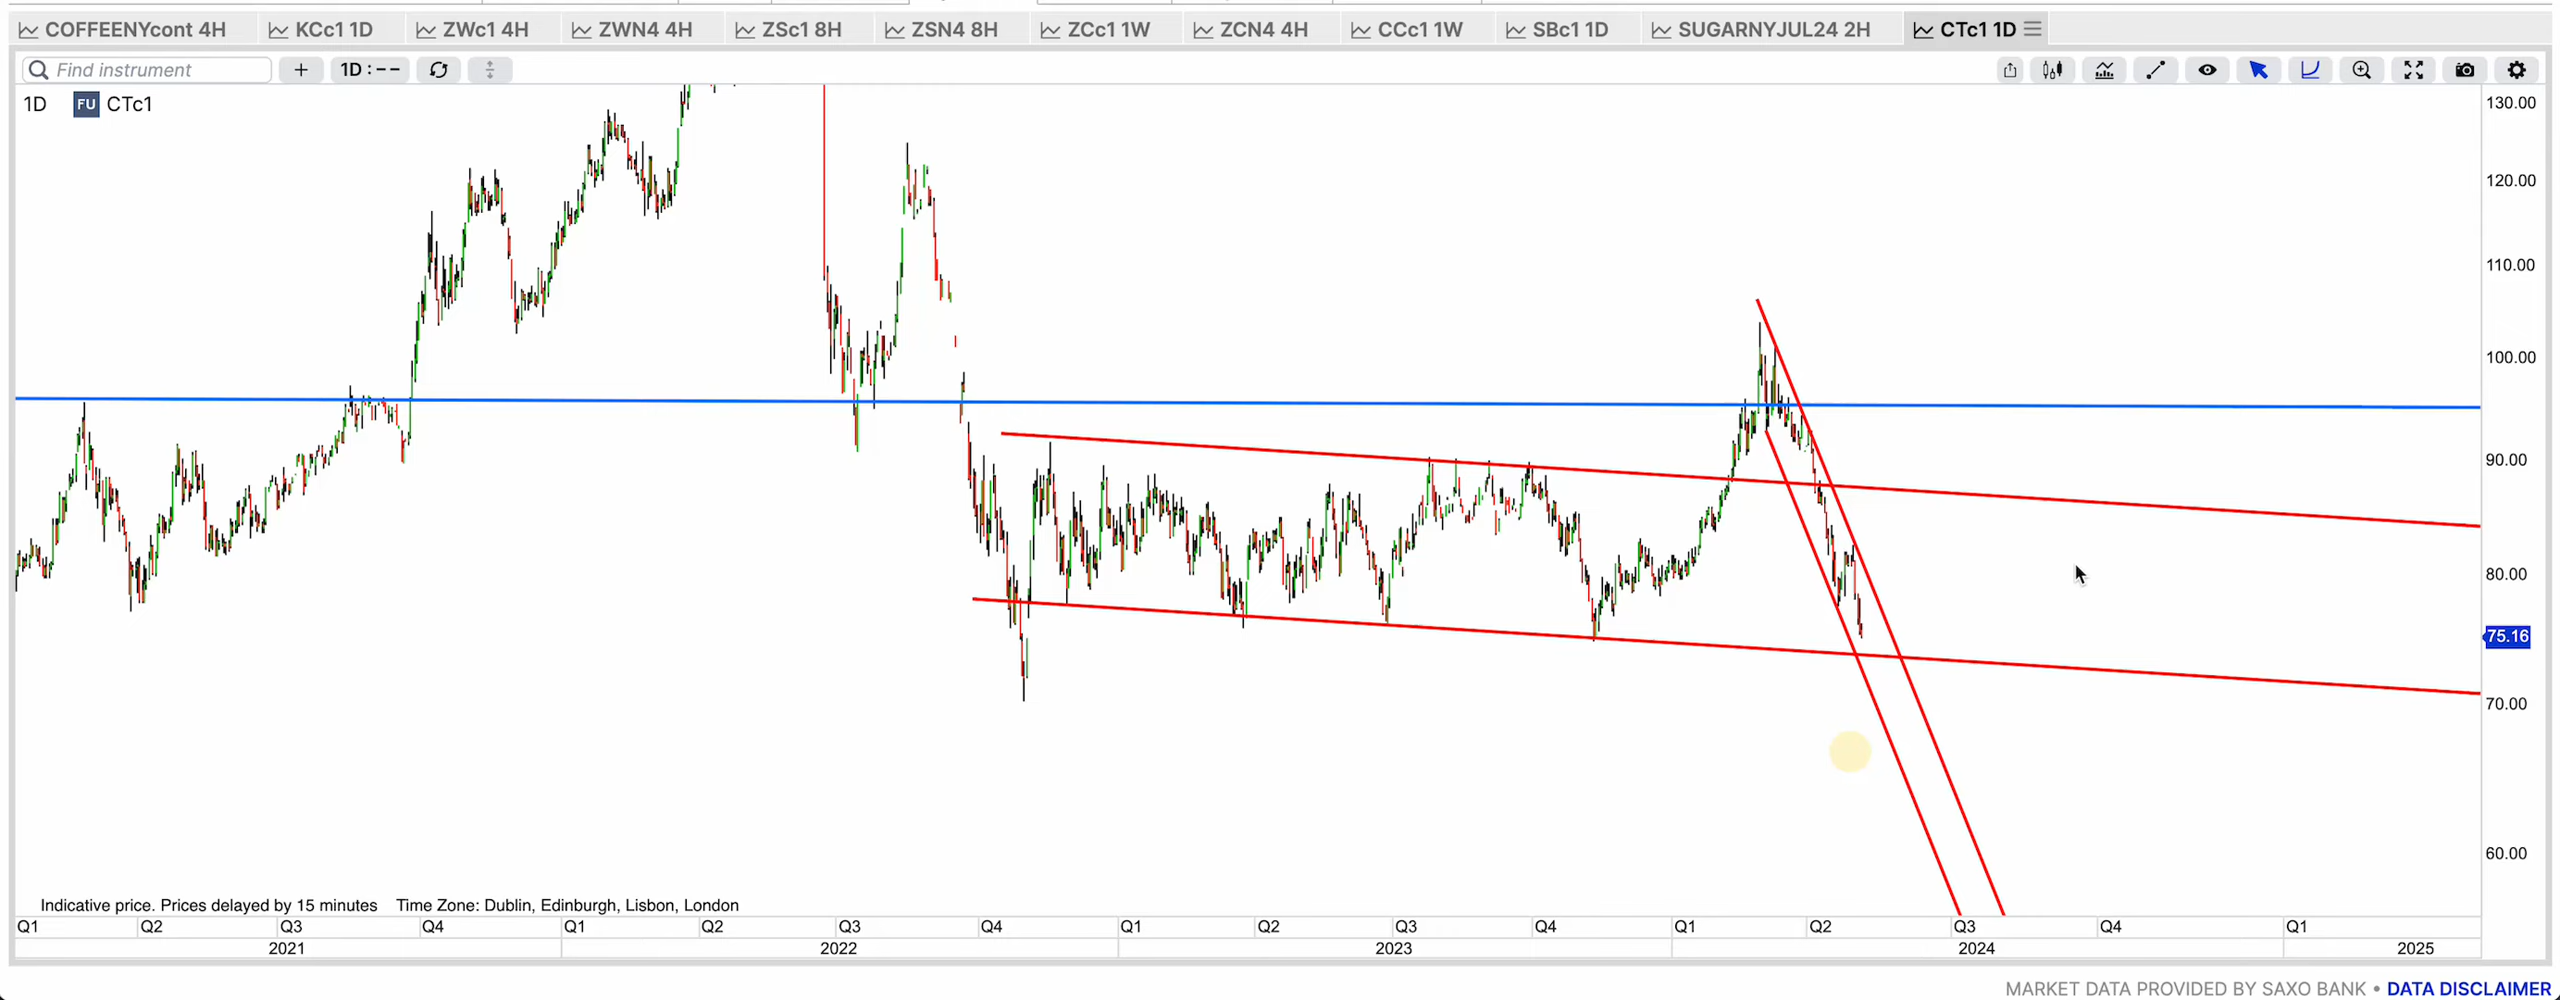 COFFEENYcont 4H KCc1 1D ZWc1 4H ZWN4 4H ZSc1 8H ZSN4 8H ZCc1 1W ZCN4 4H CCc1 1W SBc1 1D SUGARNYJUL24 2H CTc1 1D
Find instrument + 1D : --
1D FU CTc1
130.00
120.00
110.00
100.00
90.00
80.00
75.16
70.00
60.00
Indicative price. Prices delayed by 15 minutes Time Zone: Dublin, Edinburgh, Lisbon, London
Q1 Q2 Q3 Q4 Q1 Q2 Q3 Q4 Q1 Q2 Q3 Q4 Q1 Q2 Q3 Q4 Q1
2021 2022 2023 2024 2025
MARKET DATA PROVIDED BY SAXO BANK • DATA DISCLAIMER